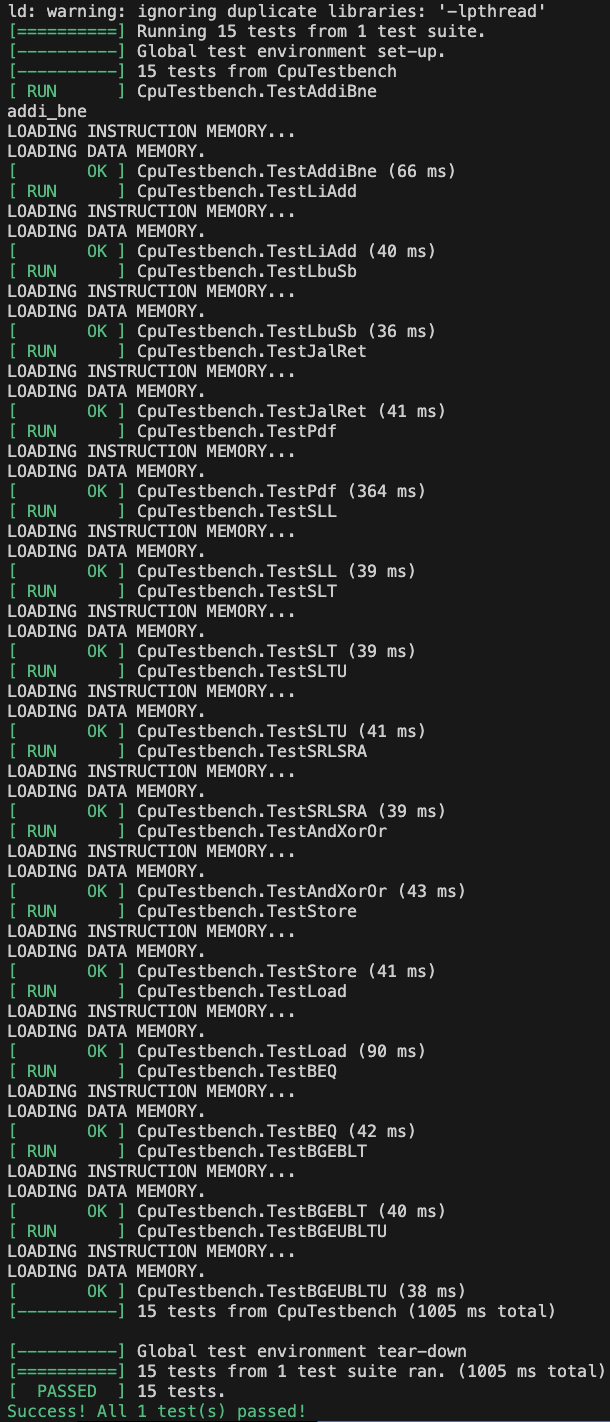 ld: warning: ignoring duplicate libraries: '-lpthread'
[==========] Running 15 tests from 1 test suite.
[----------] Global test environment set-up.
[----------] 15 tests from CpuTestbench
[ RUN      ] CpuTestbench.TestAddiBne
addi_bne
LOADING INSTRUCTION MEMORY...
LOADING DATA MEMORY.
[       OK ] CpuTestbench.TestAddiBne (66 ms)
[ RUN      ] CpuTestbench.TestLiAdd
LOADING INSTRUCTION MEMORY...
LOADING DATA MEMORY.
[       OK ] CpuTestbench.TestLiAdd (40 ms)
[ RUN      ] CpuTestbench.TestLbuSb
LOADING INSTRUCTION MEMORY...
LOADING DATA MEMORY.
[       OK ] CpuTestbench.TestLbuSb (36 ms)
[ RUN      ] CpuTestbench.TestJalRet
LOADING INSTRUCTION MEMORY...
LOADING DATA MEMORY.
[       OK ] CpuTestbench.TestJalRet (41 ms)
[ RUN      ] CpuTestbench.TestPdf
LOADING INSTRUCTION MEMORY...
LOADING DATA MEMORY.
[       OK ] CpuTestbench.TestPdf (364 ms)
[ RUN      ] CpuTestbench.TestSLL
LOADING INSTRUCTION MEMORY...
LOADING DATA MEMORY.
[       OK ] CpuTestbench.TestSLL (39 ms)
[ RUN      ] CpuTestbench.TestSLT
LOADING INSTRUCTION MEMORY...
LOADING DATA MEMORY.
[       OK ] CpuTestbench.TestSLT (39 ms)
[ RUN      ] CpuTestbench.TestSLTU
LOADING INSTRUCTION MEMORY...
LOADING DATA MEMORY.
[       OK ] CpuTestbench.TestSLTU (41 ms)
[ RUN      ] CpuTestbench.TestSRLSRA
LOADING INSTRUCTION MEMORY...
LOADING DATA MEMORY.
[       OK ] CpuTestbench.TestSRLSRA (39 ms)
[ RUN      ] CpuTestbench.TestAndXorOr
LOADING INSTRUCTION MEMORY...
LOADING DATA MEMORY.
[       OK ] CpuTestbench.TestAndXorOr (43 ms)
[ RUN      ] CpuTestbench.TestStore
LOADING INSTRUCTION MEMORY...
LOADING DATA MEMORY.
[       OK ] CpuTestbench.TestStore (41 ms)
[ RUN      ] CpuTestbench.TestLoad
LOADING INSTRUCTION MEMORY...
LOADING DATA MEMORY.
[       OK ] CpuTestbench.TestLoad (90 ms)
[ RUN      ] CpuTestbench.TestBEQ
LOADING INSTRUCTION MEMORY...
LOADING DATA MEMORY.
[       OK ] CpuTestbench.TestBEQ (42 ms)
[ RUN      ] CpuTestbench.TestBGEBLT
LOADING INSTRUCTION MEMORY...
LOADING DATA MEMORY.
[       OK ] CpuTestbench.TestBGEBLT (40 ms)
[ RUN      ] CpuTestbench.TestBGEUBLTU
LOADING INSTRUCTION MEMORY...
LOADING DATA MEMORY.
[       OK ] CpuTestbench.TestBGEUBLTU (38 ms)
[----------] 15 tests from CpuTestbench (1005 ms total)

[----------] Global test environment tear-down
[==========] 15 tests from 1 test suite ran. (1005 ms total)
[  PASSED  ] 15 tests.
Success! All 1 test(s) passed!